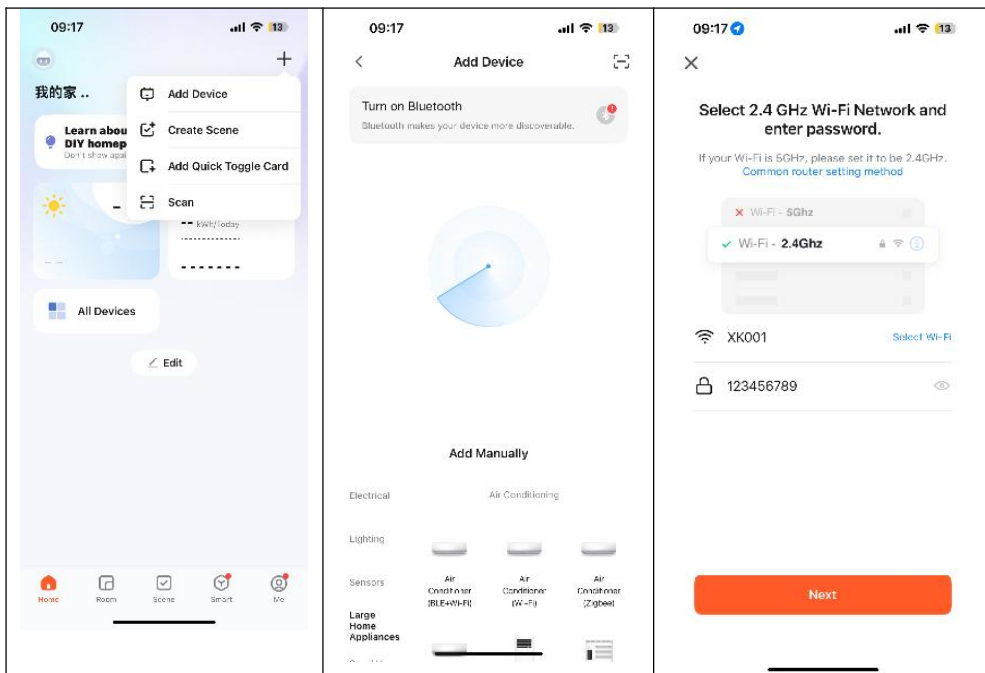 09:17
13
我的家 ..
Add Device
Create Scene
Add Quick Toggle Card
Scan
Learn abou
DIY homep
Don't show agai
kWh/Today
All Devices
Edit
Home
Room
Scene
Smart
Me
09:17
13
Add Device
Turn on Bluetooth
Bluetooth makes your device more discoverable.
Add Manually
Electrical
Air Conditioning
Lighting
Sensors
Large
Home
Appliances
Air
Conditioner
(BLE+Wi-Fi)
Air
Conditioner
(Wi-Fi)
Air
Conditioner
(Zigbee)
09:17
13
Select 2.4 GHz Wi-Fi Network and
enter password.
If your Wi-Fi is 5GHz, please set it to be 2.4GHz.
Common router setting method
Wi-Fi - 5Ghz
Wi-Fi - 2.4Ghz
XK001
Select Wi-Fi
123456789
Next